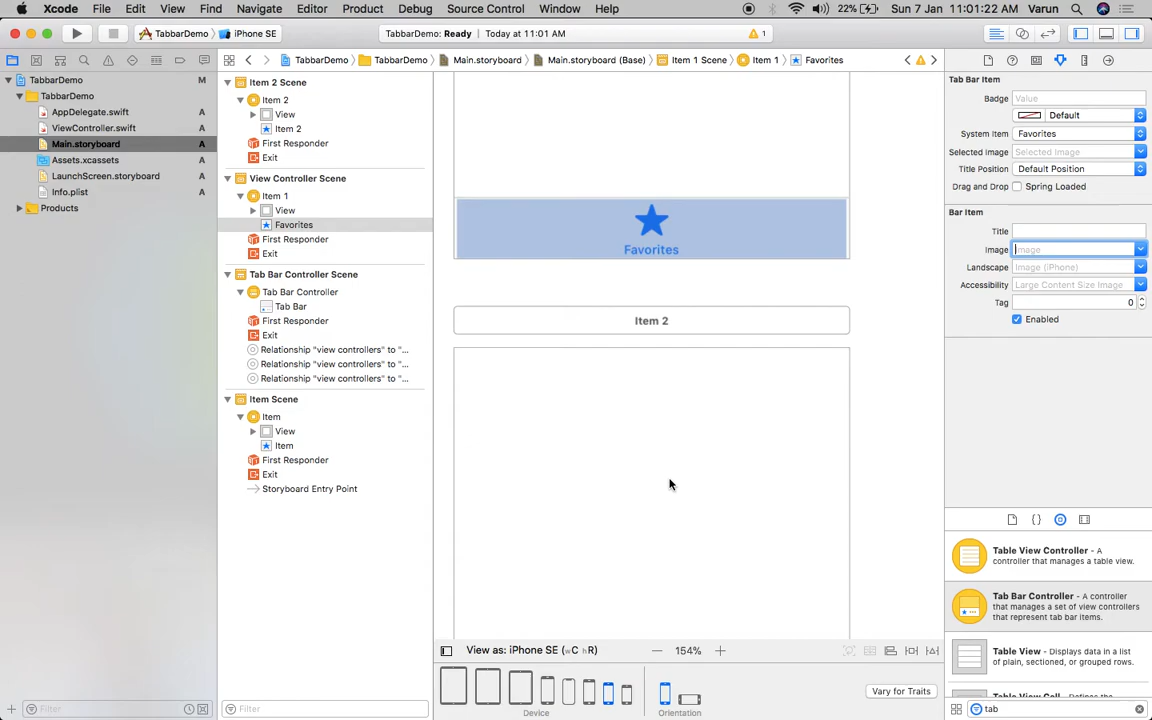 Xcode File Edit View Find Navigate Editor Product Debug Source Control Window Help 22% Sun 7 Jan 11:01:22 AM Varun
TabbarDemo iPhone SE TabbarDemo: Ready Today at 11:01 AM 1
TabbarDemo TabbarDemo Main.storyboard Main.storyboard (Base) Item 1 Scene Item 1 Favorites
TabbarDemo M
TabbarDemo
AppDelegate.swift A
ViewController.swift A
Main.storyboard A
Assets.xcassets A
LaunchScreen.storyboard A
Info.plist A
Products
Filter
Item 2 Scene
Item 2
View
Item 2
First Responder
Exit
View Controller Scene
Item 1
View
Favorites
First Responder
Exit
Tab Bar Controller Scene
Tab Bar Controller
Tab Bar
First Responder
Exit
Relationship "view controllers" to "...
Relationship "view controllers" to "...
Relationship "view controllers" to "...
Item Scene
Item
View
Item
First Responder
Exit
Storyboard Entry Point
Filter
Favorites
Item 2
View as: iPhone SE (wC hR) 154%
Device
Orientation
Vary for Traits
Tab Bar Item
Badge Value
Default
System Item Favorites
Selected Image Selected Image
Title Position Default Position
Drag and Drop Spring Loaded
Bar Item
Title
Image Image
Landscape Image (iPhone)
Accessibility Large Content Size Image
Tag 0
Enabled
Table View Controller - A
controller that manages a table view.
Tab Bar Controller - A controller
that manages a set of view controllers
that represent tab bar items.
Table View - Displays data in a list
of plain, sectioned, or grouped rows.
Table View Cell - Defines the
tab